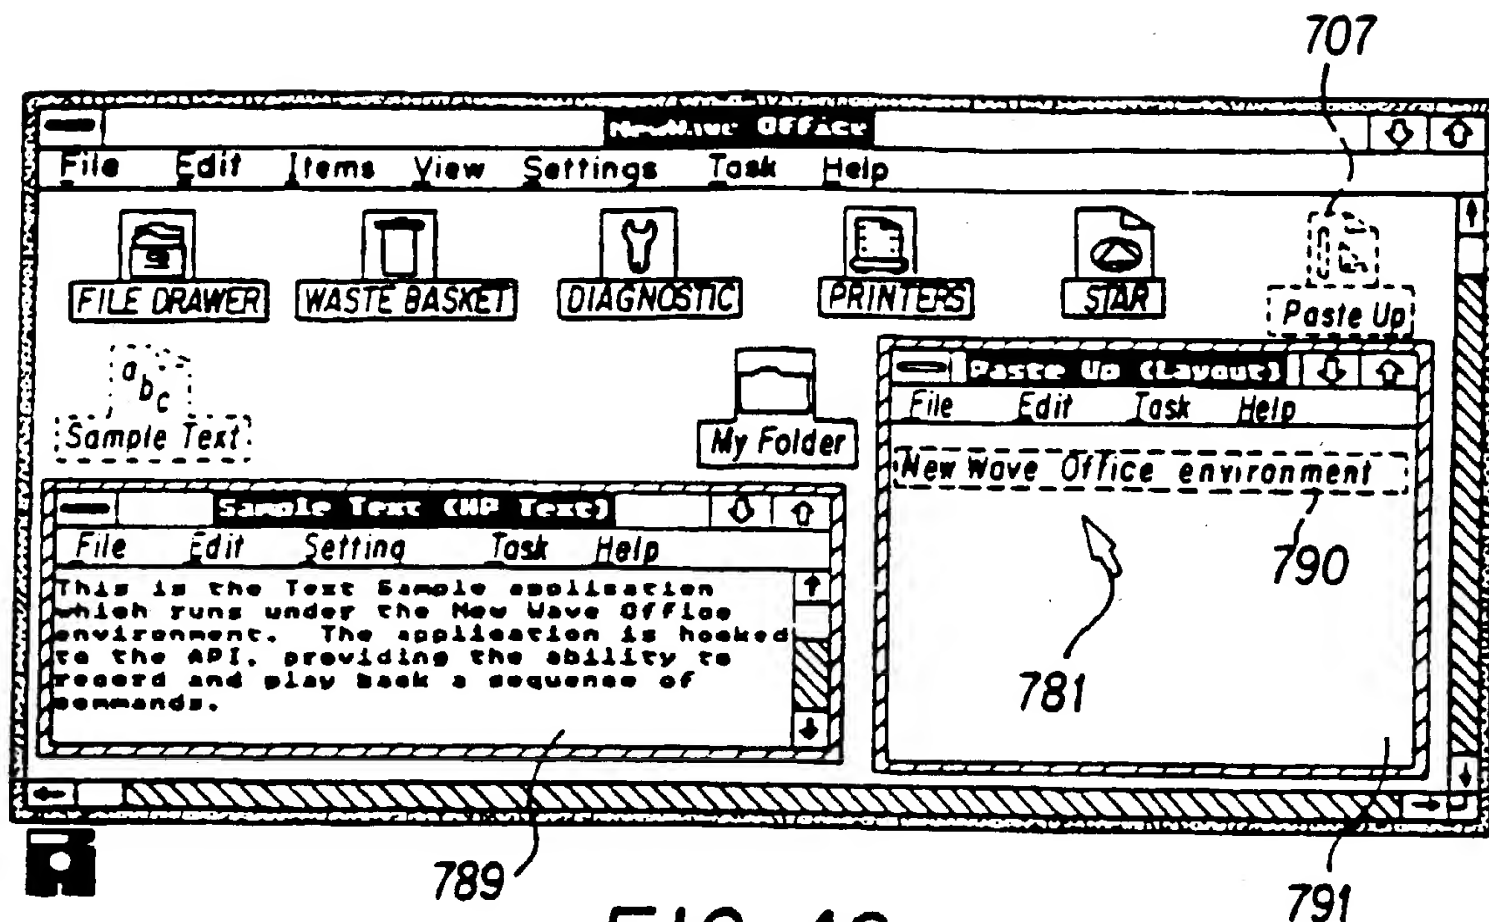 707
NewWave Office
File Edit Items View Settings Task Help
FILE DRAWER WASTE BASKET DIAGNOSTIC PRINTERS STAR Paste Up
abc
Sample Text
My Folder
Paste Up (Layout)
File Edit Task Help
New Wave Office environment
790
781
Sample Text (HP Text)
File Edit Setting Task Help
This is the Text Sample application
which runs under the New Wave Office
environment. The application is hooked
to the API, providing the ability to
record and play back a sequence of
commands.
789
791